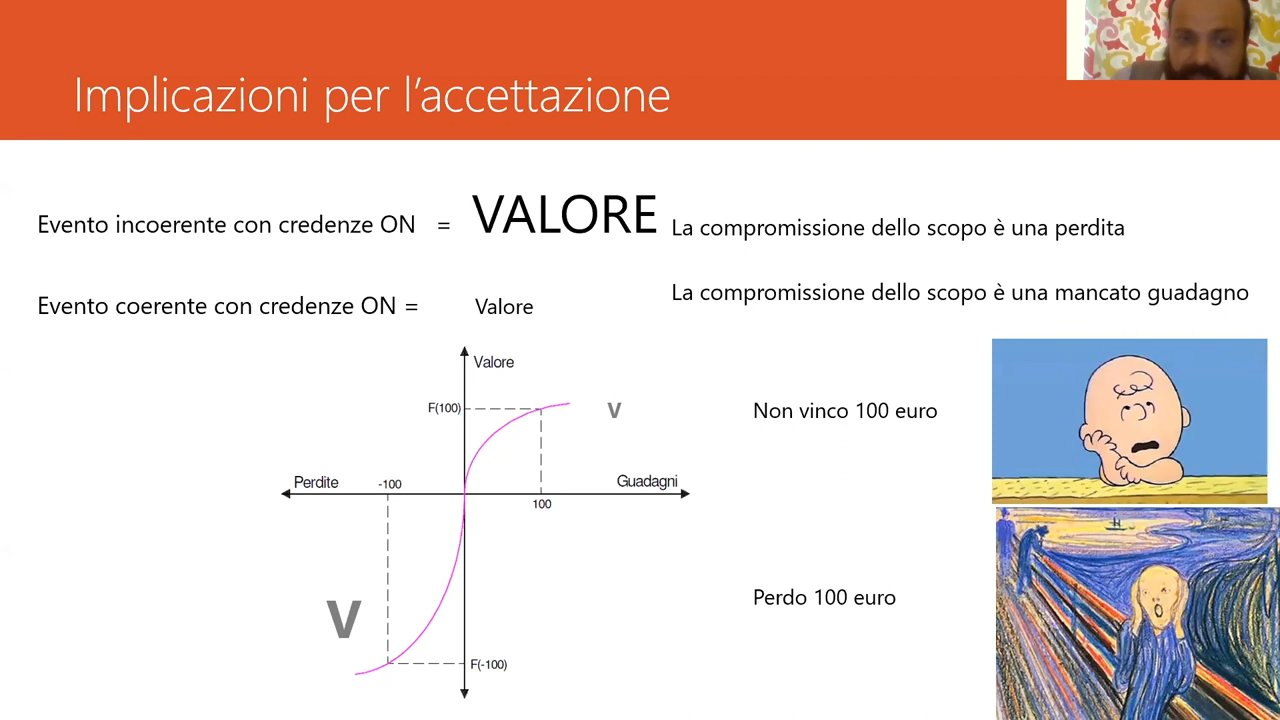 Implicazioni per l'accettazione
Evento incoerente con credenze ON = VALORE
La compromissione dello scopo è una perdita
Evento coerente con credenze ON = Valore
La compromissione dello scopo è una mancato guadagno
Valore
F(100)
V
Non vinco 100 euro
Perdite
-100
Guadagni
100
V
Perdo 100 euro
F(-100)